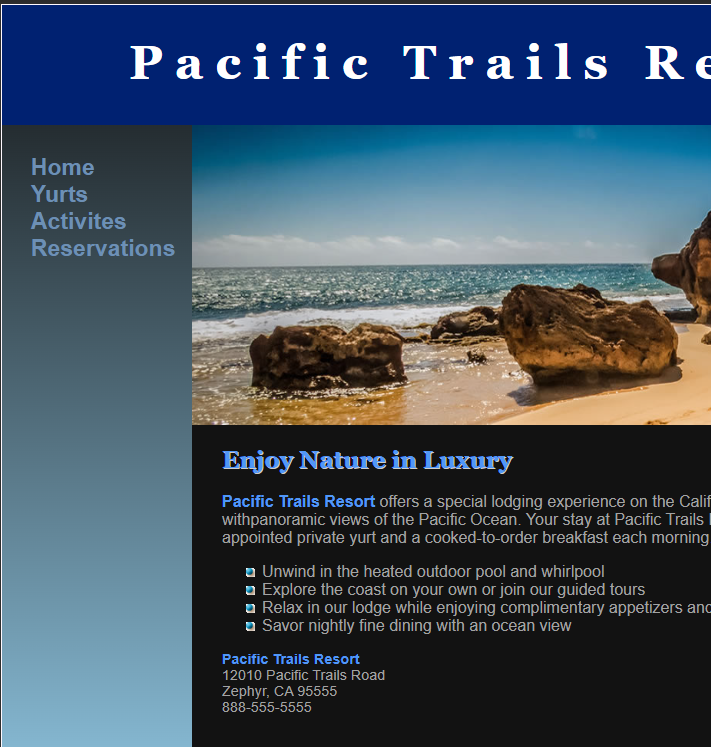 Pacific Trails Re
Home
Yurts
Activites
Reservations
Enjoy Nature in Luxury
Pacific Trails Resort offers a special lodging experience on the Calif
withpanoramic views of the Pacific Ocean. Your stay at Pacific Trails
appointed private yurt and a cooked-to-order breakfast each morning
Unwind in the heated outdoor pool and whirlpool
Explore the coast on your own or join our guided tours
Relax in our lodge while enjoying complimentary appetizers and
Savor nightly fine dining with an ocean view
Pacific Trails Resort
12010 Pacific Trails Road
Zephyr, CA 95555
888-555-5555